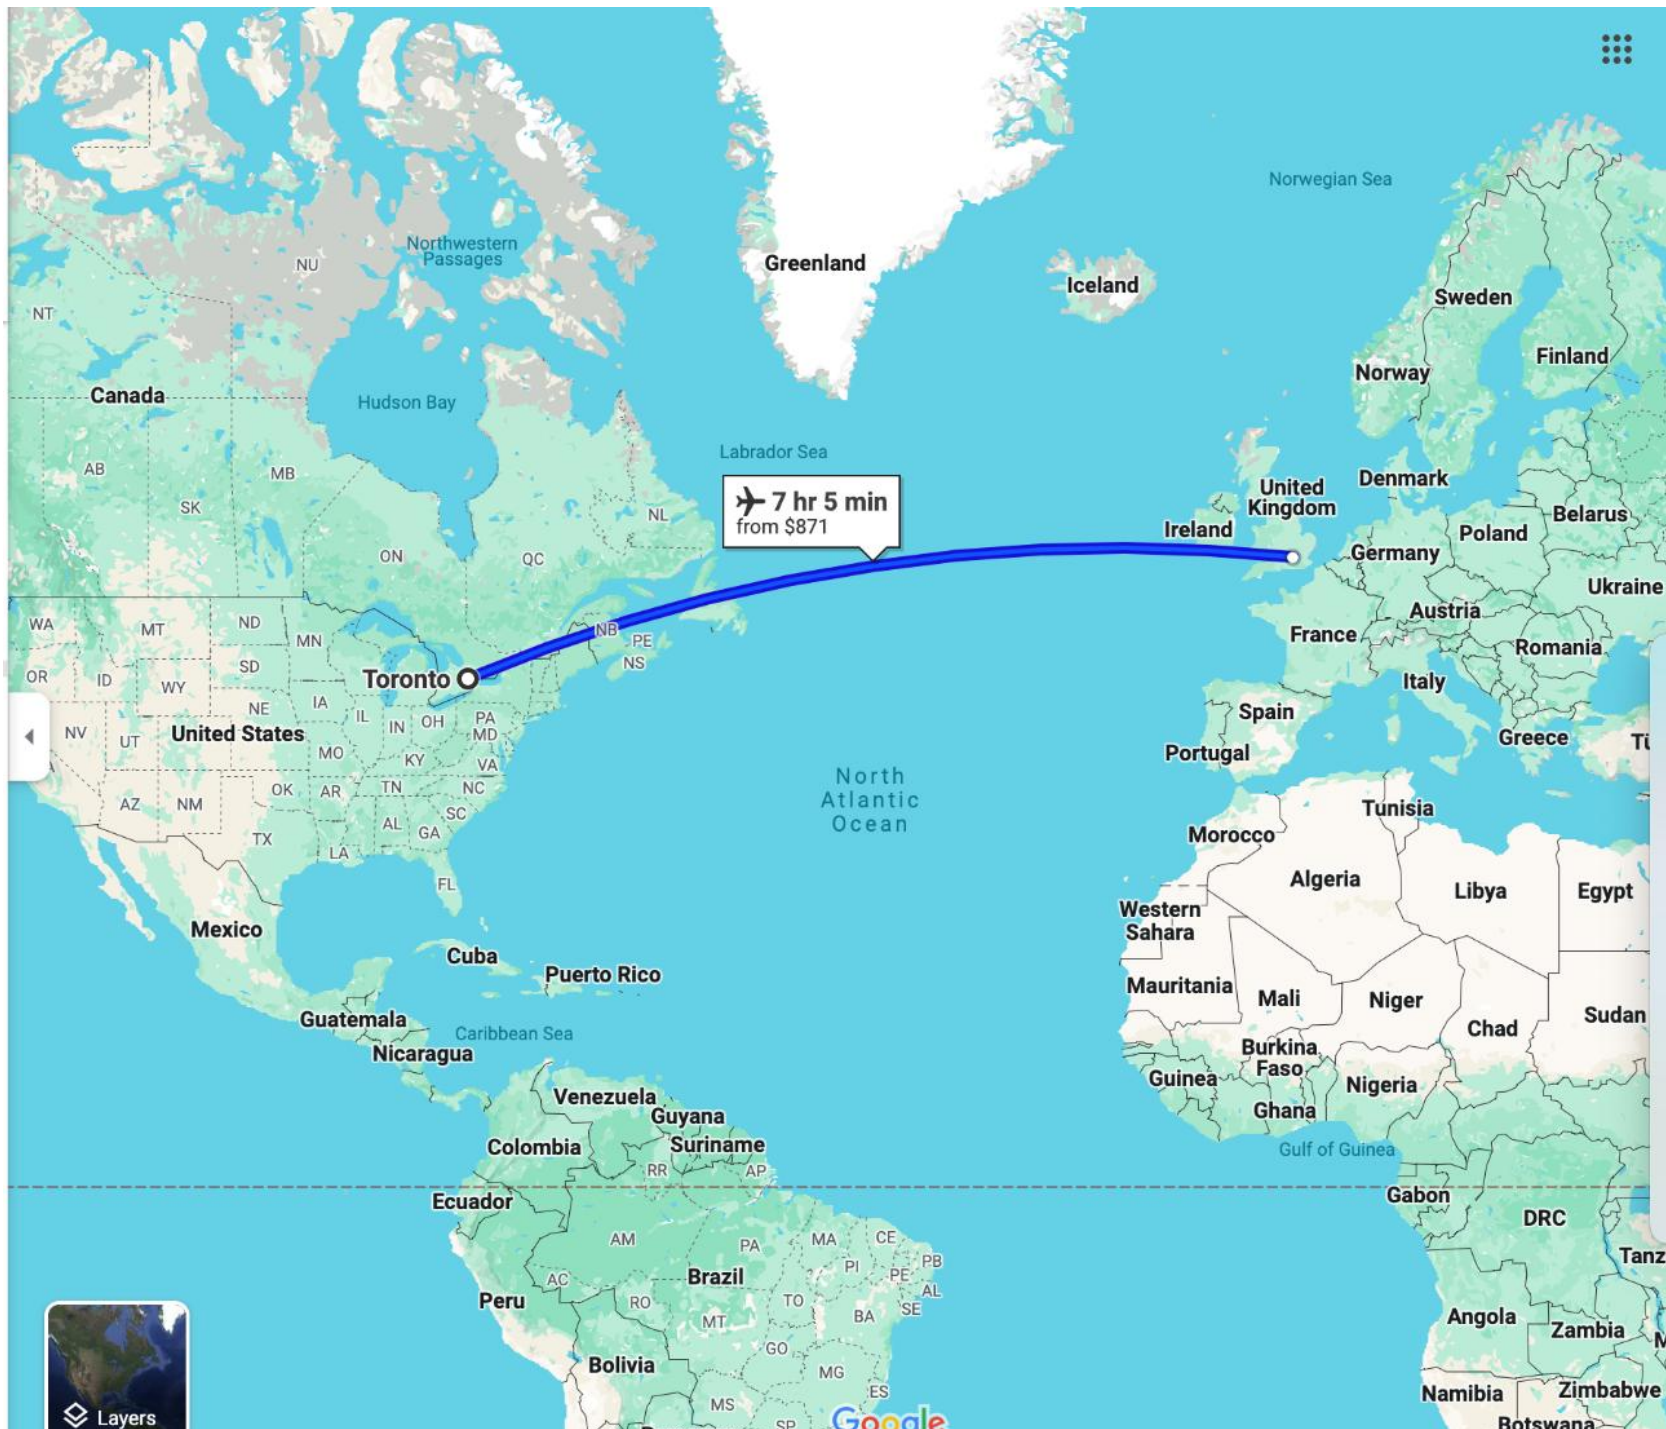 Norwegian Sea
Northwestern
Passages
NU
Greenland
Iceland
NT
Sweden
Finland
Norway
Canada
Hudson Bay
Labrador Sea
AB
MB
SK
NL
7 hr 5 min
from $871
United
Kingdom
Denmark
Ireland
Poland
Belarus
ON
QC
Germany
Ukraine
WA
MT
ND
MN
NB
PE
NS
Austria
France
Romania
OR
ID
WY
SD
Toronto
Italy
NE
IA
IL
IN
OH
PA
MD
Spain
NV
UT
United States
MO
KY
VA
Portugal
Greece
Tü
North
Atlantic
Ocean
AZ
NM
OK
AR
TN
NC
SC
Tunisia
TX
LA
AL
GA
Morocco
FL
Algeria
Libya
Egypt
Western
Sahara
Mexico
Cuba
Puerto Rico
Mauritania
Mali
Niger
Chad
Sudan
Guatemala
Caribbean Sea
Nicaragua
Burkina
Faso
Guinea
Nigeria
Ghana
Venezuela
Guyana
Suriname
Colombia
RR
AP
Gulf of Guinea
Ecuador
Gabon
DRC
AM
PA
MA
CE
PI
PB
PE
AL
SE
Tanz
AC
Brazil
Peru
RO
MT
TO
BA
Angola
Zambia
M
GO
Bolivia
MG
ES
MS
SP
Namibia
Zimbabwe
Botswana
Layers
Google